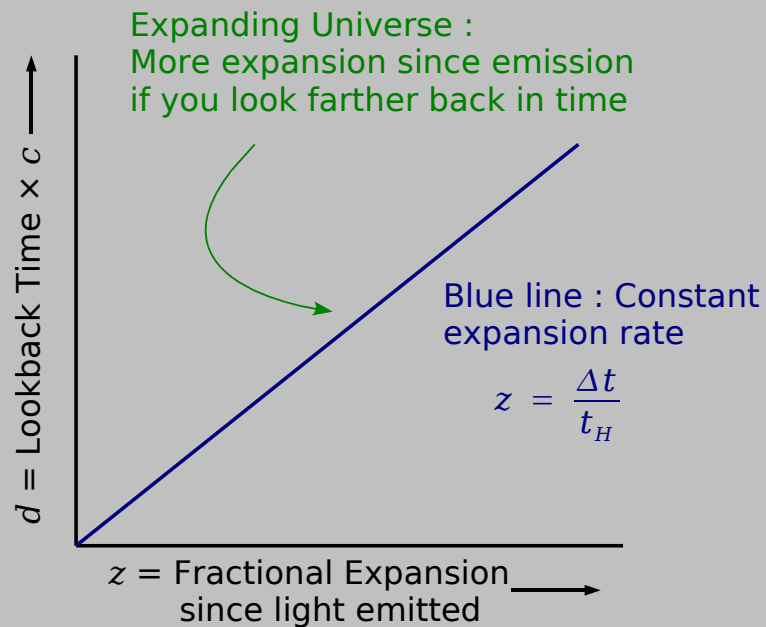 Expanding Universe :
More expansion since emission
if you look farther back in time
d = Lookback Time × c
Blue line : Constant
expansion rate
z = Δt / t_H
z = Fractional Expansion
since light emitted